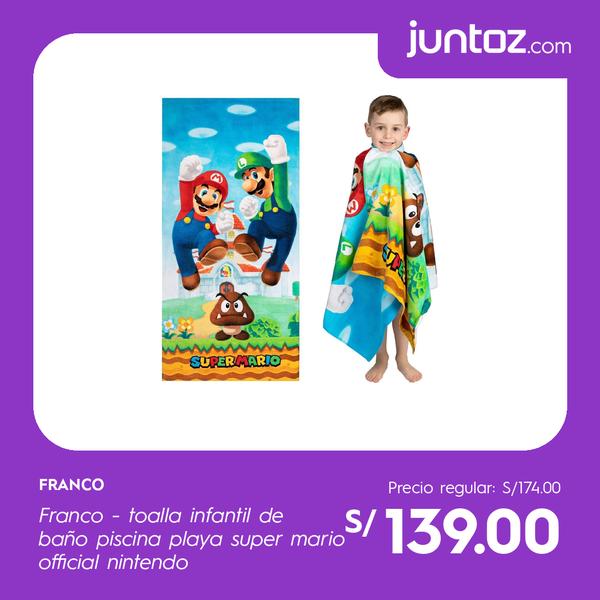 juntoz.com
M
L
SUPER MARIO
FRANCO
Franco - toalla infantil de
baño piscina playa super mario
official nintendo
Precio regular: S/174.00
S/139.00